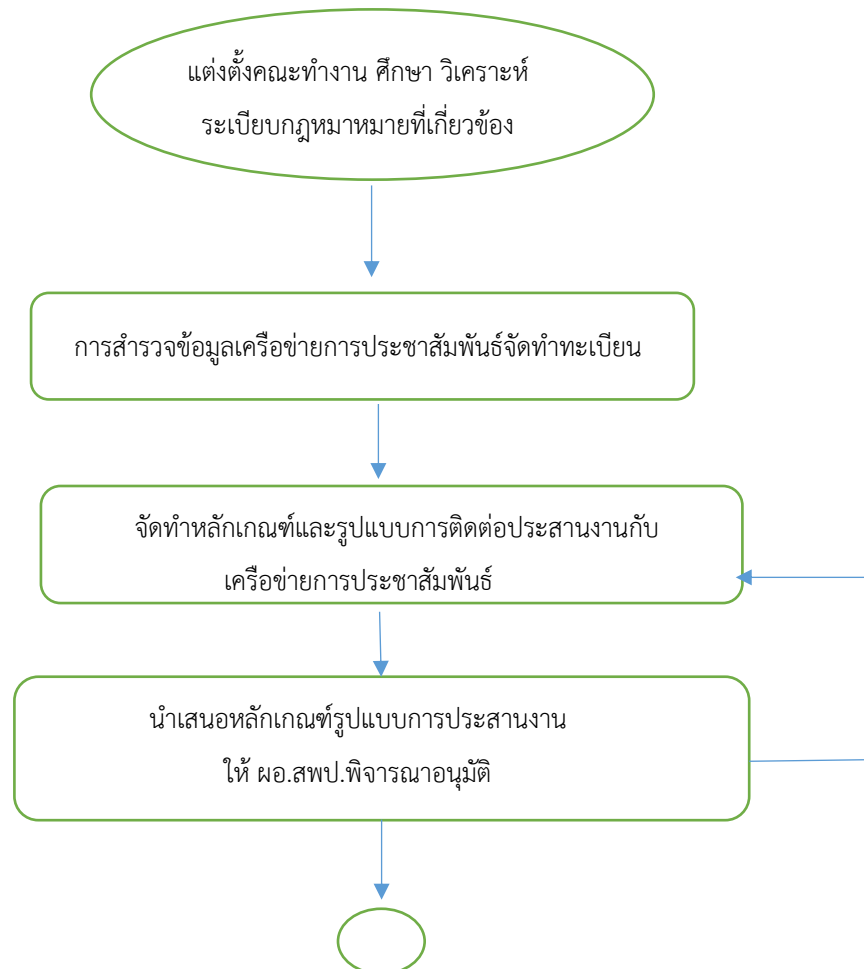 แต่งตั้งคณะทำงาน ศึกษา วิเคราะห์
ระเบียบกฎหมาหมายที่เกี่ยวข้อง
การสำรวจข้อมูลเครือข่ายการประชาสัมพันธ์จัดทำทะเบียน
จัดทำหลักเกณฑ์และรูปแบบการติดต่อประสานงานกับ
เครือข่ายการประชาสัมพันธ์
นำเสนอหลักเกณฑ์รูปแบบการประสานงาน
ให้ ผอ.สพป.พิจารณาอนุมัติ